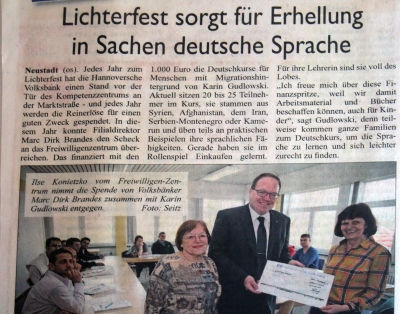 Lichterfest sorgt für Erhellung
in Sachen deutsche Sprache
Neustadt (os). Jedes Jahr zum
Lichterfest hat die Hannoversche
Volksbank einen Stand vor der
Tür des Kompetenzzentrums an
der Marktstraße - und jedes Jahr
werden die Reinerlöse für einen
guten Zweck gespendet. In die-
sem Jahr konnte Filialdirektor
Marc Dirk Brandes den Scheck
an das Freiwilligenzentrum über-
reichen. Das finanziert mit den
1.000 Euro die Deutschkurse für
Menschen mit Migrationshin-
tergrund von Karin Gudlowski.
Aktuell sitzen 20 bis 25 Teilneh-
mer im Kurs, sie stammen aus
Syrien, Afghanistan, dem Iran,
Serbien-Montenegro oder Kame-
run und üben teils an praktischen
Beispielen ihre sprachlichen Fä-
higkeiten. Gerade haben sie im
Rollenspiel Einkaufen gelernt.
Für ihre Lehrerin sind sie voll des
Lobes.
„Ich freue mich über diese Fi-
nanzspritze, weil wir damit
Arbeitsmaterial und Bücher
beschaffen können, auch für Kin-
der", sagt Gudlowski, denn teil-
weise kommen ganze Familien
zum Deutschkurs, um die Spra-
che zu lernen und sich leichter
zurecht zu finden.
Ilse Konietzko vom Freiwilligen-Zen-
trum nimmt die Spende von Volksbänker
Marc Dirk Brandes zusammen mit Karin
Gudlowski entgegen. Foto: Seitz